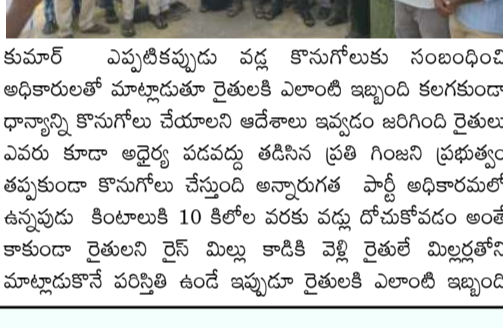 కుమార్ ఎప్పటికప్పుడు వడ్ల కొనుగోలుకు సంబంధించి
అధికారులతో మాట్లాడుతూ రైతులకి ఎలాంటి ఇబ్బంది కలగకుండా
ధాన్యాన్ని కొనుగోలు చేయాలని ఆదేశాలు ఇవ్వడం జరిగింది రైతులు
ఎవరు కూడా అధైర్య పడవద్దు తడిసిన ప్రతి గింజని ప్రభుత్వం
తప్పకుండా కొనుగోలు చేస్తుంది అన్నారుగత పార్టీ అధికారమలో
ఉన్నపుడు కింటాలుకి 10 కిలోల వరకు వడ్లు దోచుకోవడం అంతే
కాకుండా రైతులని రైస్ మిల్లు కాడికి వెళ్లి రైతులే మిల్లర్లతోని
మాట్లాడుకొనే పరిస్తితి ఉండే ఇప్పుడూ రైతులకి ఎలాంటి ఇబ్బంది